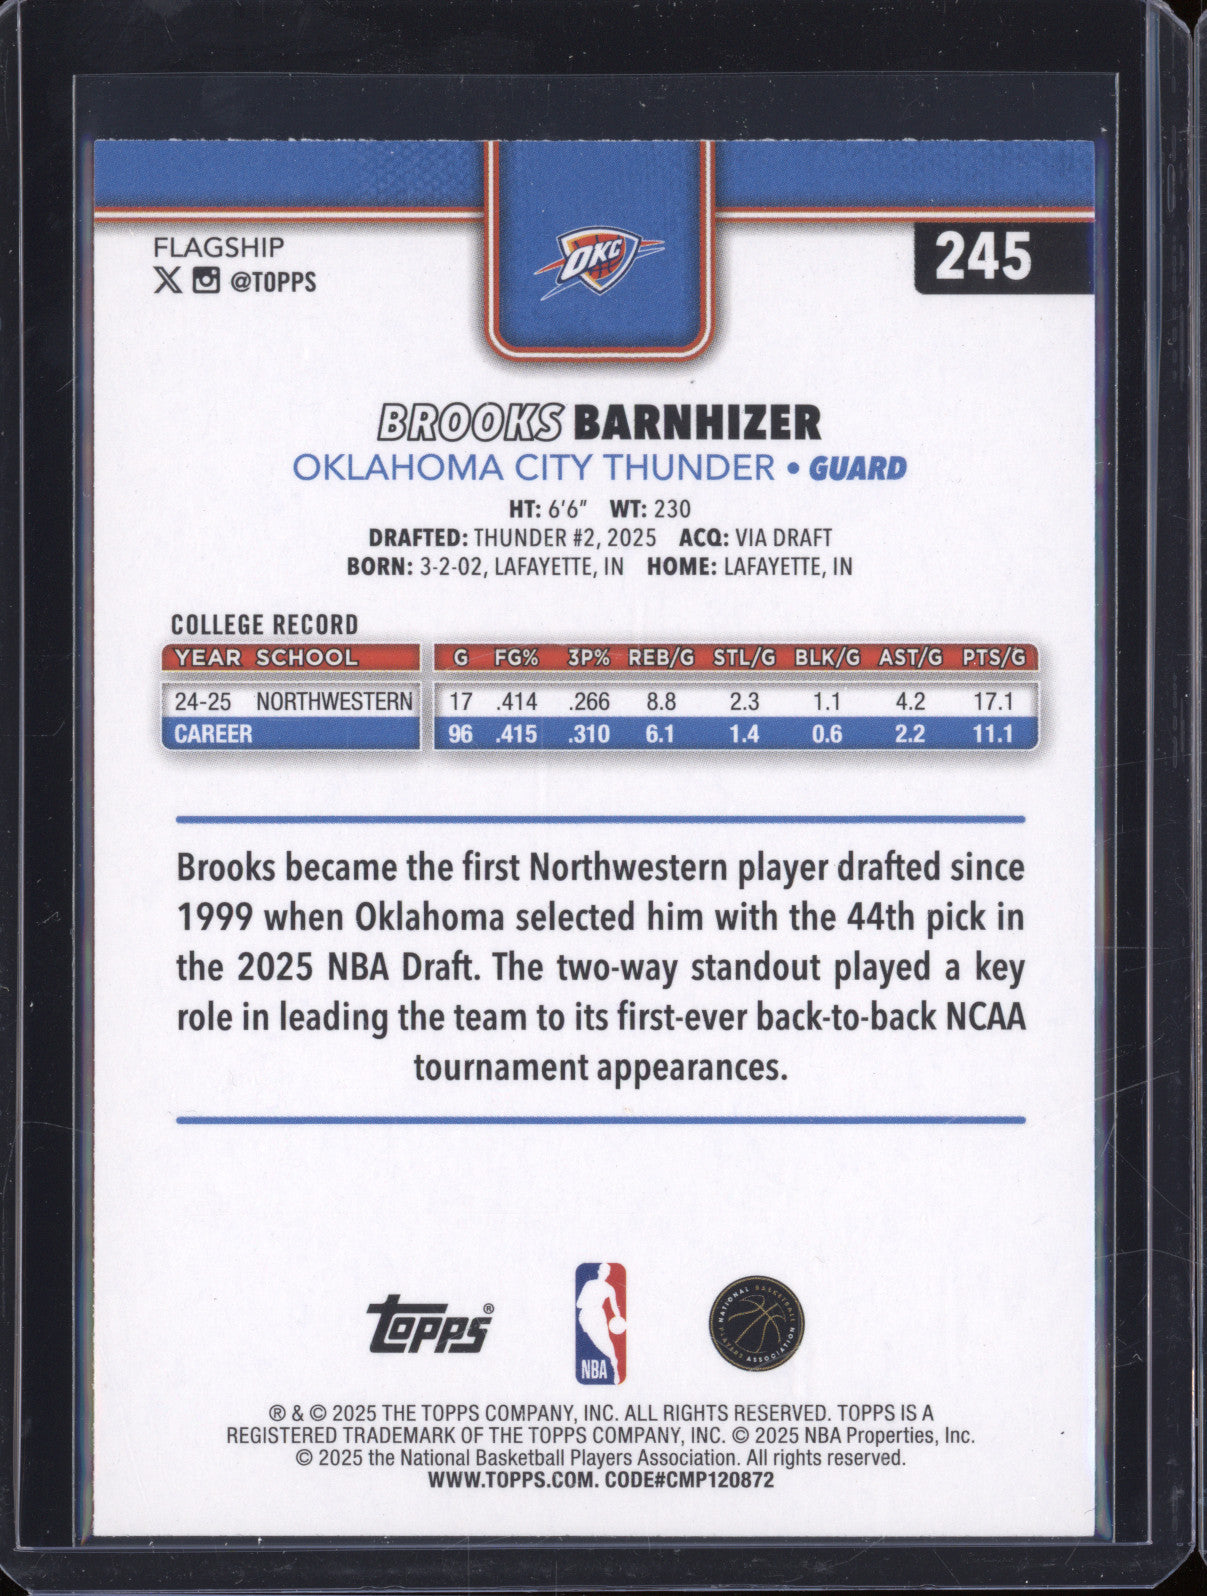 FLAGSHIP
@TOPPS
OKC
245
BROOKS BARNHIZER
OKLAHOMA CITY THUNDER • GUARD
HT: 6'6" WT: 230
DRAFTED: THUNDER #2, 2025 ACQ: VIA DRAFT
BORN: 3-2-02, LAFAYETTE, IN HOME: LAFAYETTE, IN
COLLEGE RECORD
YEAR SCHOOL G FG% 3P% REB/G STL/G BLK/G AST/G PTS/G
24-25 NORTHWESTERN 17 .414 .266 8.8 2.3 1.1 4.2 17.1
CAREER 96 .415 .310 6.1 1.4 0.6 2.2 11.1
Brooks became the first Northwestern player drafted since
1999 when Oklahoma selected him with the 44th pick in
the 2025 NBA Draft. The two-way standout played a key
role in leading the team to its first-ever back-to-back NCAA
tournament appearances.
Topps®
NBA
NATIONAL BASKETBALL PLAYERS ASSOCIATION
® & © 2025 THE TOPPS COMPANY, INC. ALL RIGHTS RESERVED. TOPPS IS A
REGISTERED TRADEMARK OF THE TOPPS COMPANY, INC. © 2025 NBA Properties, Inc.
© 2025 the National Basketball Players Association. All rights reserved.
WWW.TOPPS.COM. CODE#CMP120872